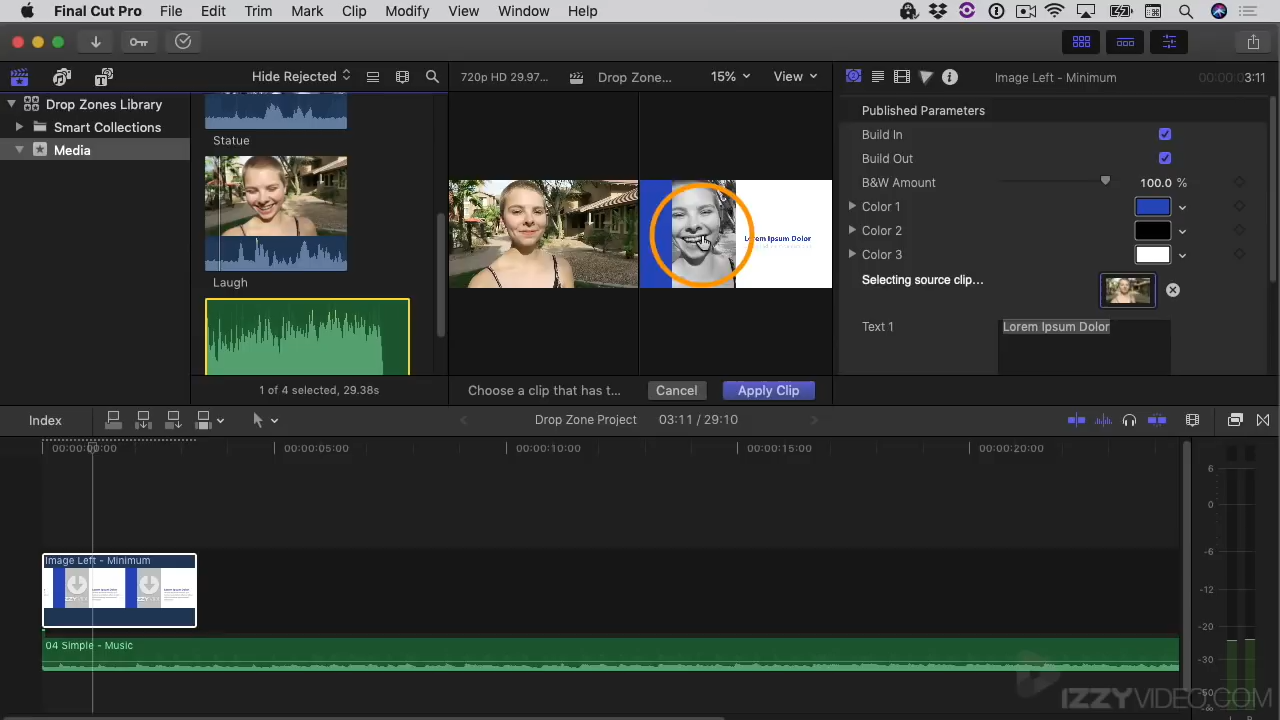 Final Cut Pro File Edit Trim Mark Clip Modify View Window Help
Hide Rejected
720p HD 29.97... Drop Zone... 15% View
Image Left - Minimum 00:00:03:11
Drop Zones Library
Smart Collections
Media
Statue
Laugh
1 of 4 selected, 29.38s
Lorem Ipsum Dolor
Choose a clip that has t... Cancel Apply Clip
Published Parameters
Build In
Build Out
B&W Amount 100.0 %
Color 1
Color 2
Color 3
Selecting source clip...
Text 1 Lorem Ipsum Dolor
Index Drop Zone Project 03:11 / 29:10
00:00:00:00 00:00:05:00 00:00:10:00 00:00:15:00 00:00:20:00
Image Left - Minimum
04 Simple - Music
6
0
-6
-12
-20
-30
-50
IZZYVIDEO.COM